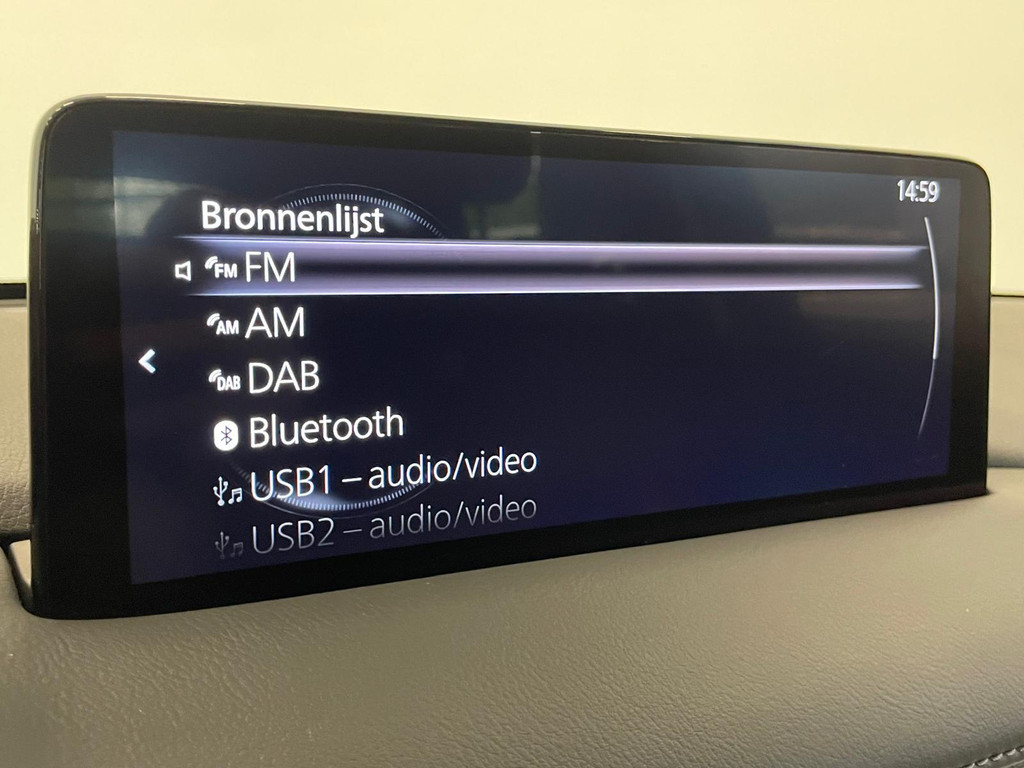 14:59
Bronnenlijst
FM FM
AM AM
DAB DAB
Bluetooth
USB1 – audio/video
USB2 – audio/video